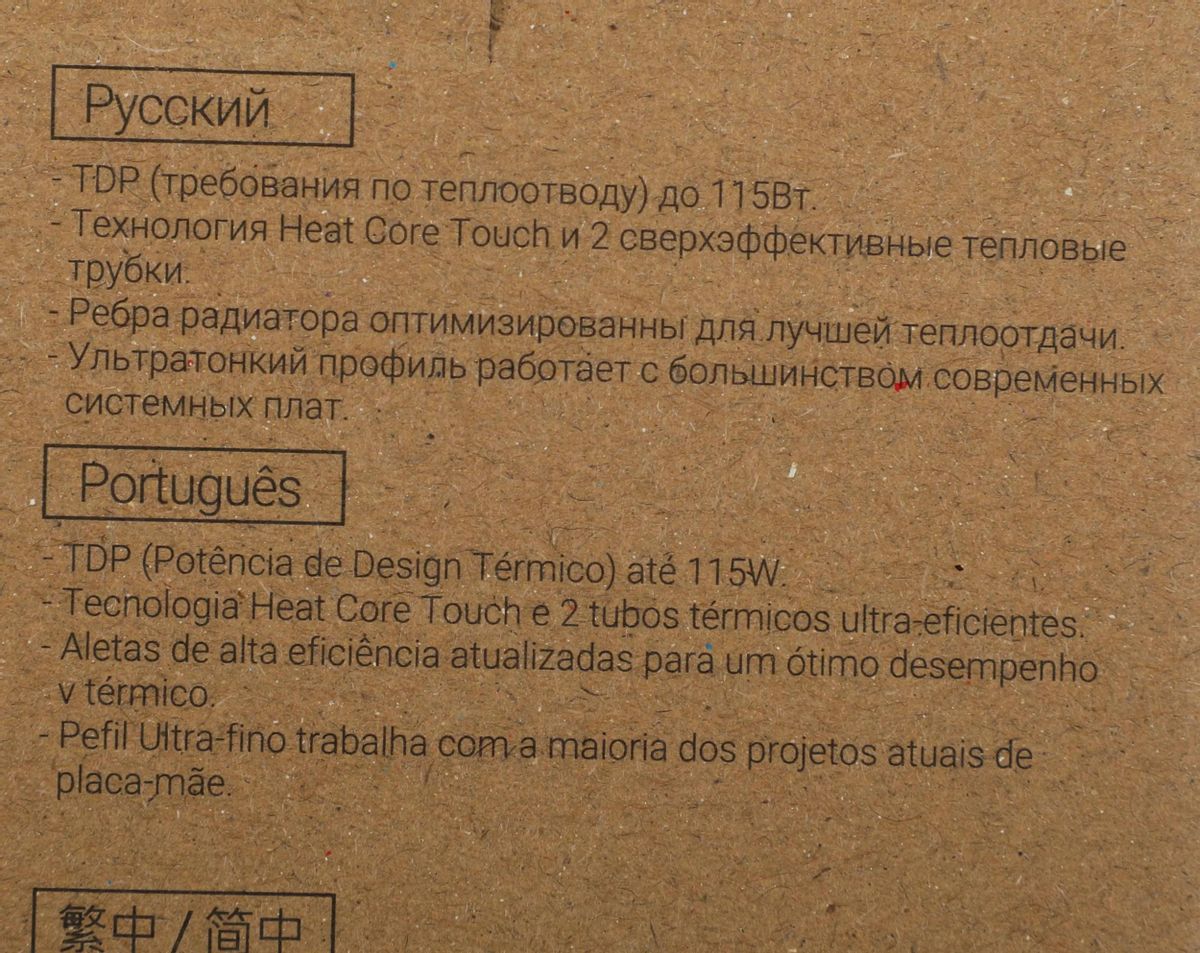 Русский
- TDP (требования по теплоотводу) до 115Вт.
- Технология Heat Core Touch и 2 сверхэффективные тепловые
трубки.
- Ребра радиатора оптимизированны для лучшей теплоотдачи.
- Ультратонкий профиль работает с большинством современных
системных плат.
Português
- TDP (Potência de Design Térmico) até 115W.
- Tecnologia Heat Core Touch e 2 tubos térmicos ultra-eficientes.
- Aletas de alta eficiência atualizadas para um ótimo desempenho
v térmico.
- Pefil Ultra-fino trabalha com a maioria dos projetos atuais de
placa-mãe.
繁中/简中